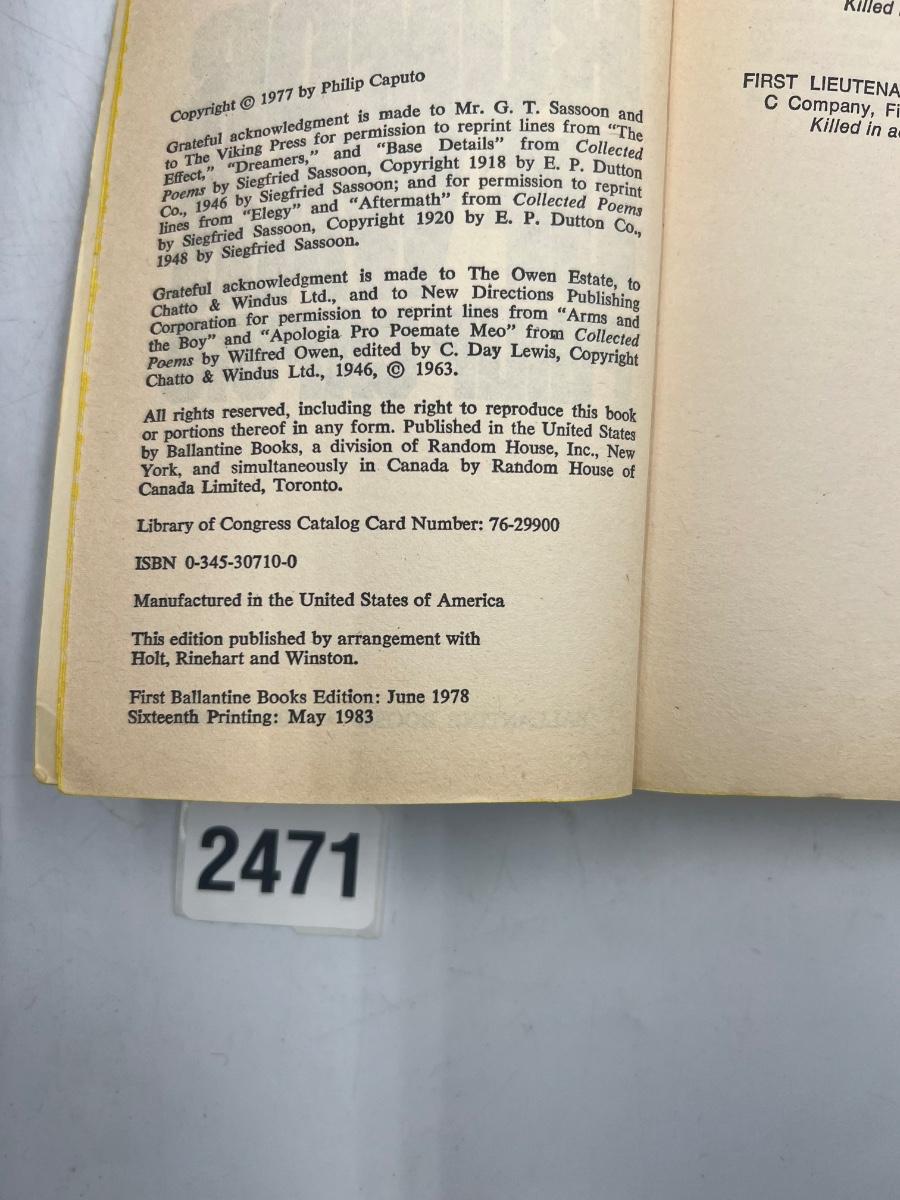 Copyright © 1977 by Philip Caputo
Grateful acknowledgment is made to Mr. G. T. Sassoon and
to The Viking Press for permission to reprint lines from “The
Effect,” “Dreamers,” and “Base Details” from Collected
Poems by Siegfried Sassoon, Copyright 1918 by E. P. Dutton
Co., 1946 by Siegfried Sassoon; and for permission to reprint
lines from “Elegy” and “Aftermath” from Collected Poems
by Siegfried Sassoon, Copyright 1920 by E. P. Dutton Co.,
1948 by Siegfried Sassoon.
Grateful acknowledgment is made to The Owen Estate, to
Chatto & Windus Ltd., and to New Directions Publishing
Corporation for permission to reprint lines from “Arms and
the Boy” and “Apologia Pro Poemate Meo” from Collected
Poems by Wilfred Owen, edited by C. Day Lewis, Copyright
Chatto & Windus Ltd., 1946, © 1963.
All rights reserved, including the right to reproduce this book
or portions thereof in any form. Published in the United States
by Ballantine Books, a division of Random House, Inc., New
York, and simultaneously in Canada by Random House of
Canada Limited, Toronto.
Library of Congress Catalog Card Number: 76-29900
ISBN 0-345-30710-0
Manufactured in the United States of America
This edition published by arrangement with
Holt, Rinehart and Winston.
First Ballantine Books Edition: June 1978
Sixteenth Printing: May 1983
Killed
FIRST LIEUTENA
C Company, Fi
Killed in a
2471